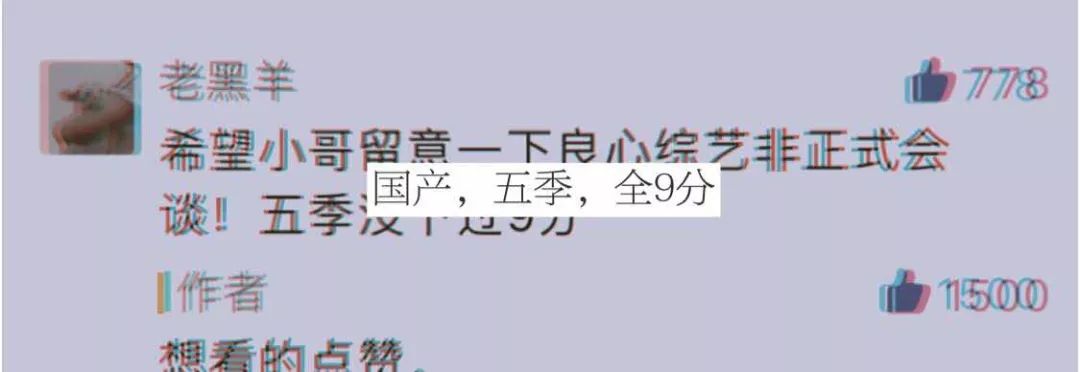 老黑羊
778
希望小哥留意一下良心综艺非正式会
国产，五季，全9分
谈！五季没下过9分
作者
1500
想看的点赞。